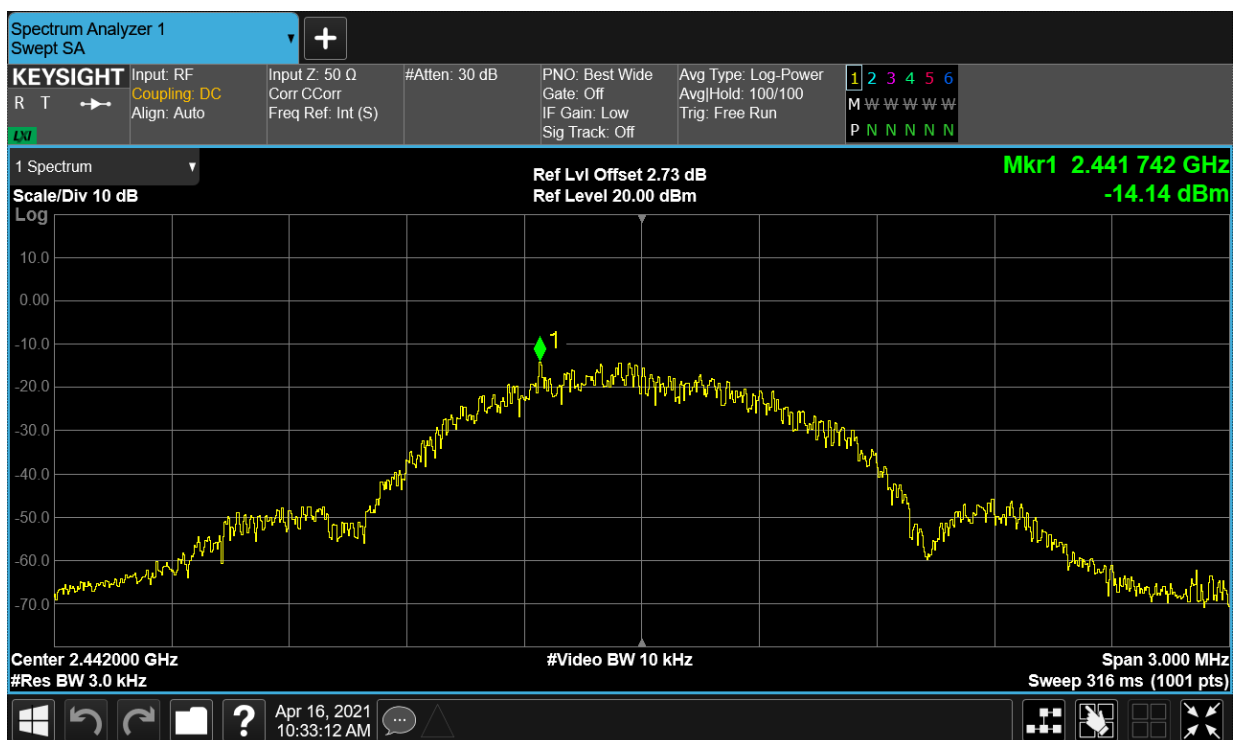 Spectrum Analyzer 1
Swept SA
+
KEYSIGHT Input: RF Input Z: 50 Ω #Atten: 30 dB PNO: Best Wide Avg Type: Log-Power 1 2 3 4 5 6
R T Coupling: DC Corr CCorr Gate: Off Avg|Hold: 100/100 M W W W W W
Align: Auto Freq Ref: Int (S) IF Gain: Low Trig: Free Run
LXI Sig Track: Off P N N N N N
1 Spectrum
Ref Lvl Offset 2.73 dB Mkr1 2.441 742 GHz
Scale/Div 10 dB Ref Level 20.00 dBm -14.14 dBm
Log
10.0
0.00
1
-10.0
-20.0
-30.0
-40.0
-50.0
-60.0
-70.0
Center 2.442000 GHz #Video BW 10 kHz Span 3.000 MHz
#Res BW 3.0 kHz Sweep 316 ms (1001 pts)
? Apr 16, 2021
10:33:12 AM